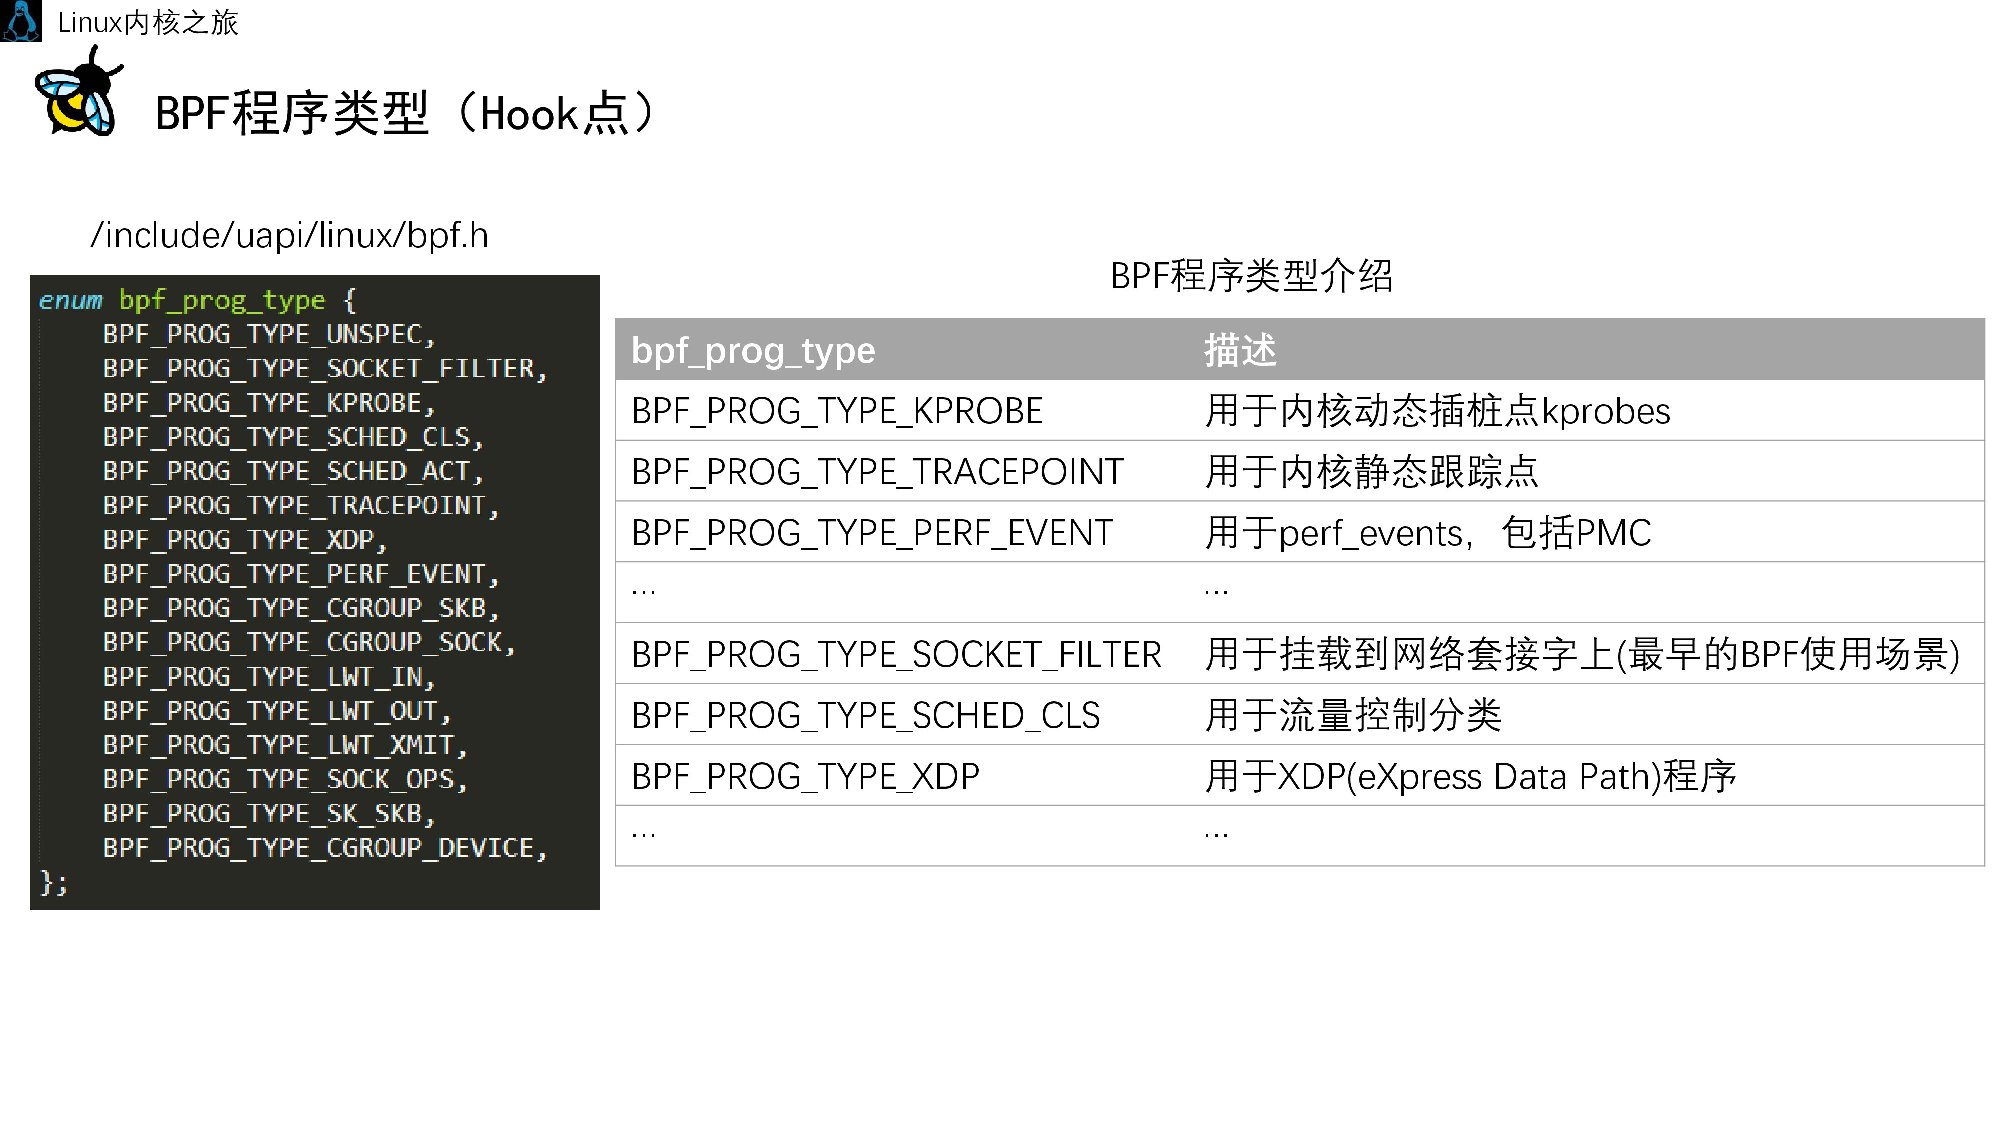 Linux内核之旅
BPF程序类型（Hook点）
/include/uapi/linux/bpf.h
enum bpf_prog_type {
BPF_PROG_TYPE_UNSPEC,
BPF_PROG_TYPE_SOCKET_FILTER,
BPF_PROG_TYPE_KPROBE,
BPF_PROG_TYPE_SCHED_CLS,
BPF_PROG_TYPE_SCHED_ACT,
BPF_PROG_TYPE_TRACEPOINT,
BPF_PROG_TYPE_XDP,
BPF_PROG_TYPE_PERF_EVENT,
BPF_PROG_TYPE_CGROUP_SKB,
BPF_PROG_TYPE_CGROUP_SOCK,
BPF_PROG_TYPE_LWT_IN,
BPF_PROG_TYPE_LWT_OUT,
BPF_PROG_TYPE_LWT_XMIT,
BPF_PROG_TYPE_SOCK_OPS,
BPF_PROG_TYPE_SK_SKB,
BPF_PROG_TYPE_CGROUP_DEVICE,
};
BPF程序类型介绍
bpf_prog_type 描述
BPF_PROG_TYPE_KPROBE 用于内核动态插桩点kprobes
BPF_PROG_TYPE_TRACEPOINT 用于内核静态跟踪点
BPF_PROG_TYPE_PERF_EVENT 用于perf_events，包括PMC
... ...
BPF_PROG_TYPE_SOCKET_FILTER 用于挂载到网络套接字上(最早的BPF使用场景)
BPF_PROG_TYPE_SCHED_CLS 用于流量控制分类
BPF_PROG_TYPE_XDP 用于XDP(eXpress Data Path)程序
... ...